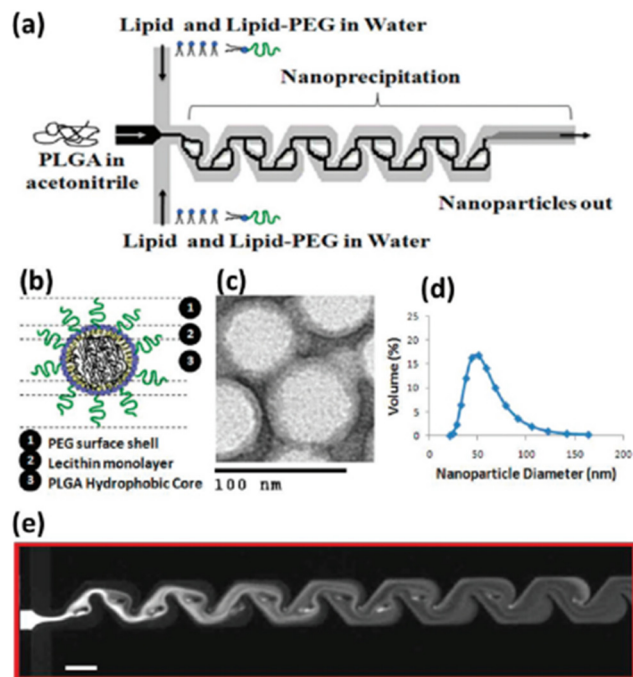 (a)
Lipid and Lipid-PEG in Water
Nanoprecipitation
PLGA in
acetonitrile
Nanoparticles out
Lipid and Lipid-PEG in Water
(b)
1
2
3
1 PEG surface shell
2 Lecithin monolayer
3 PLGA Hydrophobic Core
(c)
100 nm
(d)
Volume (%)
25
20
15
10
5
0
0 50 100 150 200
Nanoparticle Diameter (nm)
(e)